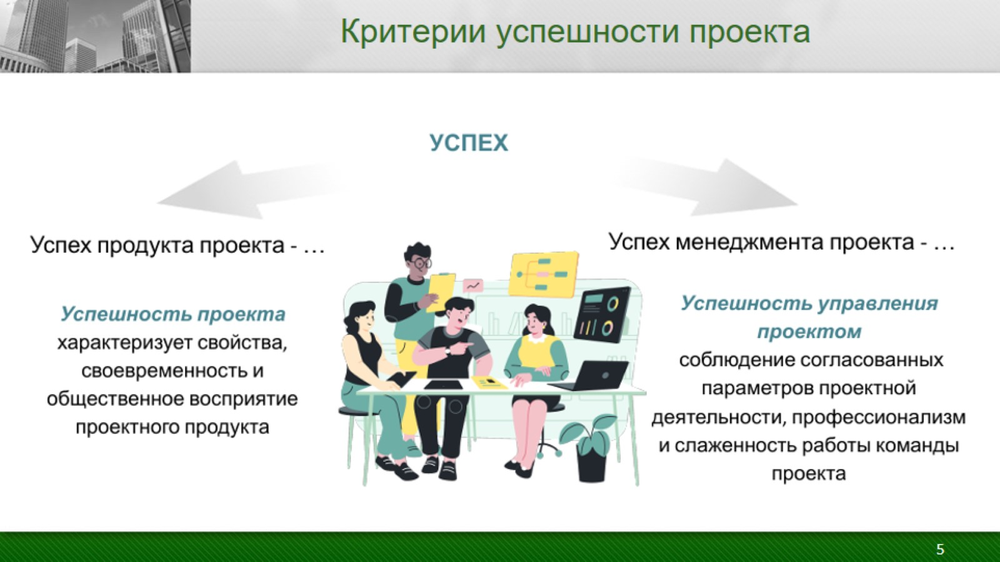 Критерии успешности проекта
УСПЕХ
Успех продукта проекта - …
Успешность проекта
характеризует свойства,
своевременность и
общественное восприятие
проектного продукта
Успех менеджмента проекта - …
Успешность управления
проектом
соблюдение согласованных
параметров проектной
деятельности, профессионализм
и слаженность работы команды
проекта
5